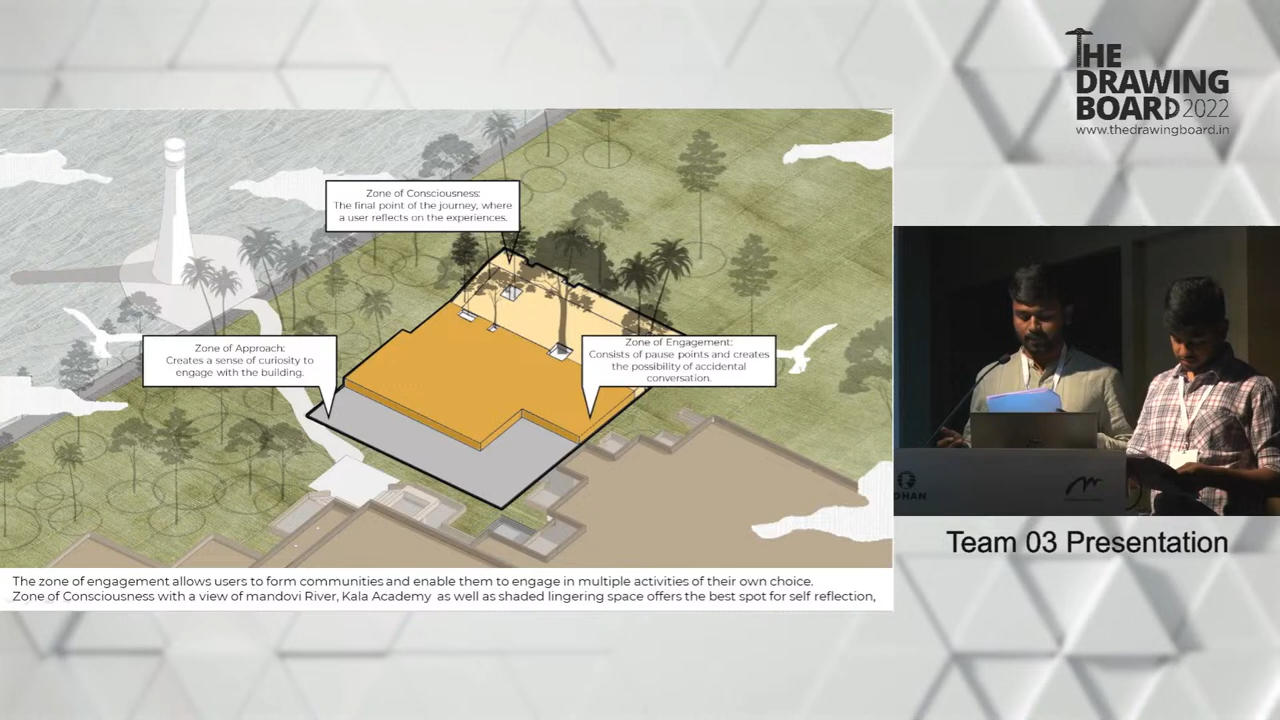 THE
DRAWING
BOARD 2022
www.thedrawingboard.in
Zone of Consciousness:
The final point of the journey, where
a user reflects on the experiences.
Zone of Approach:
Creates a sense of curiosity to
engage with the building.
Zone of Engagement:
Consists of pause points and creates
the possibility of accidental
conversation.
Team 03 Presentation
The zone of engagement allows users to form communities and enable them to engage in multiple activities of their own choice.
Zone of Consciousness with a view of mandovi River, Kala Academy as well as shaded lingering space offers the best spot for self reflection,